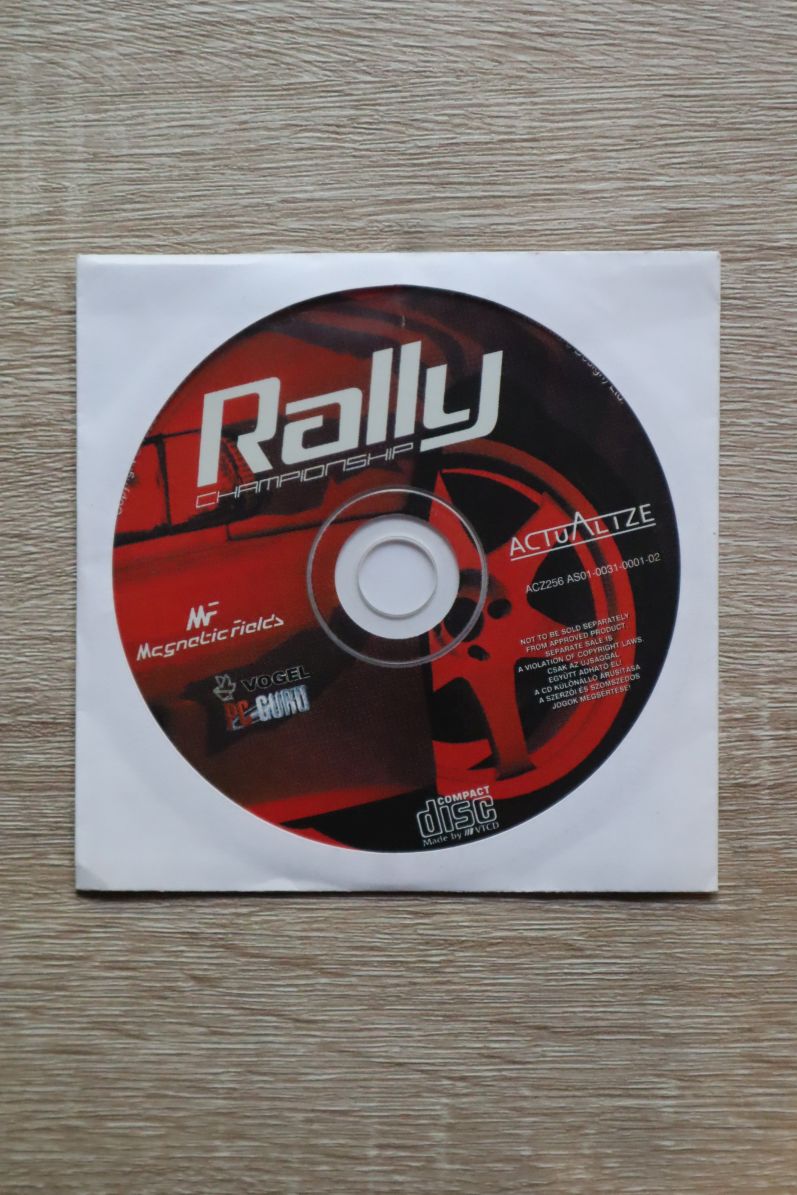 Rally
CHAMPIONSHIP
ACTUALIZE
ACZ256 AS01-0031-0001-02
MF
Magnetic Fields
VOGEL
PC GURU
NOT TO BE SOLD SEPARATELY
FROM APPROVED PRODUCT.
SEPARATE SALE IS
A VIOLATION OF COPYRIGHT LAWS.
CSAK AZ UJSÁGGAL
EGYÜTT ADHATÓ EL!
A CD KÜLÖNÁLLÓ ÁRUSÍTÁSA
A SZERZŐI ÉS SZOMSZÉDOS
JOGOK MEGSÉRTÉSE!
COMPACT
disc
Made by VTCD
Ltd.